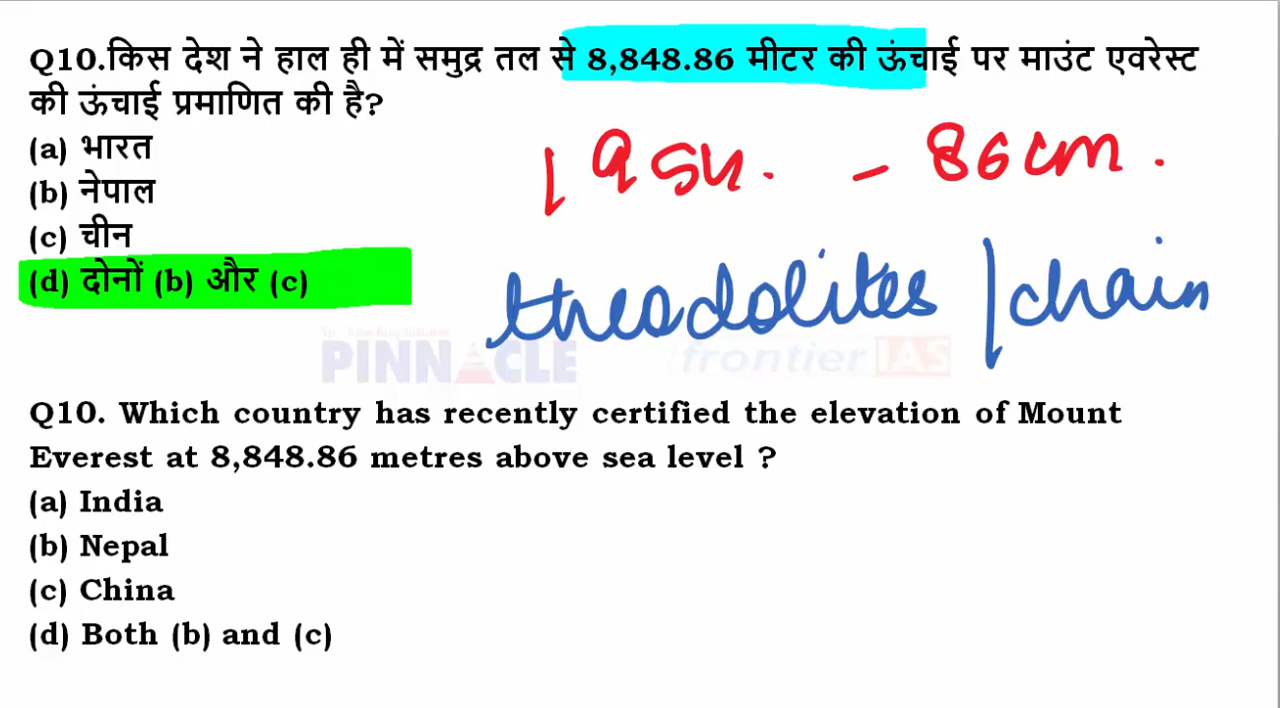 Q10.किस देश ने हाल ही में समुद्र तल से 8,848.86 मीटर की ऊंचाई पर माउंट एवरेस्ट
की ऊंचाई प्रमाणित की है?
(a) भारत
(b) नेपाल
(c) चीन
(d) दोनों (b) और (c)
1954. - 86cm.
theodolites / chain
PINNACLE frontier IAS
Q10. Which country has recently certified the elevation of Mount
Everest at 8,848.86 metres above sea level ?
(a) India
(b) Nepal
(c) China
(d) Both (b) and (c)